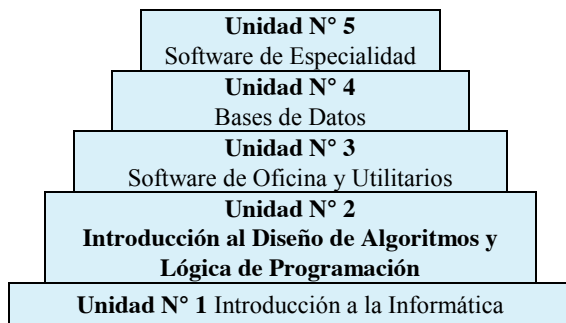 Unidad N° 5
Software de Especialidad
Unidad N° 4
Bases de Datos
Unidad N° 3
Software de Oficina y Utilitarios
Unidad N° 2
Introducción al Diseño de Algoritmos y
Lógica de Programación
Unidad N° 1 Introducción a la Informática